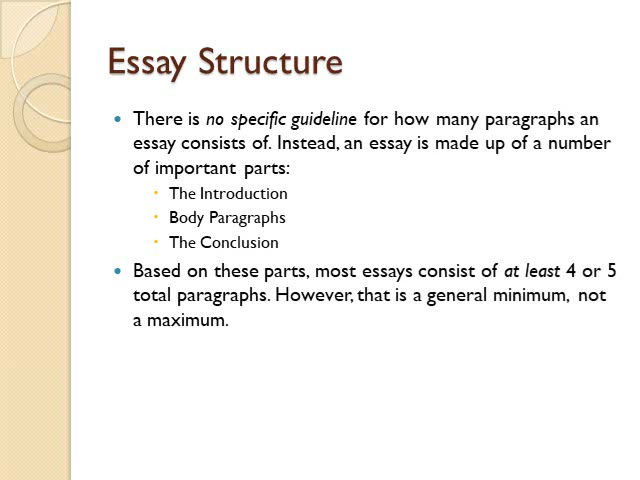 Essay Structure
• There is no specific guideline for how many paragraphs an
essay consists of. Instead, an essay is made up of a number
of important parts:
• The Introduction
• Body Paragraphs
• The Conclusion
• Based on these parts, most essays consist of at least 4 or 5
total paragraphs. However, that is a general minimum, not
a maximum.